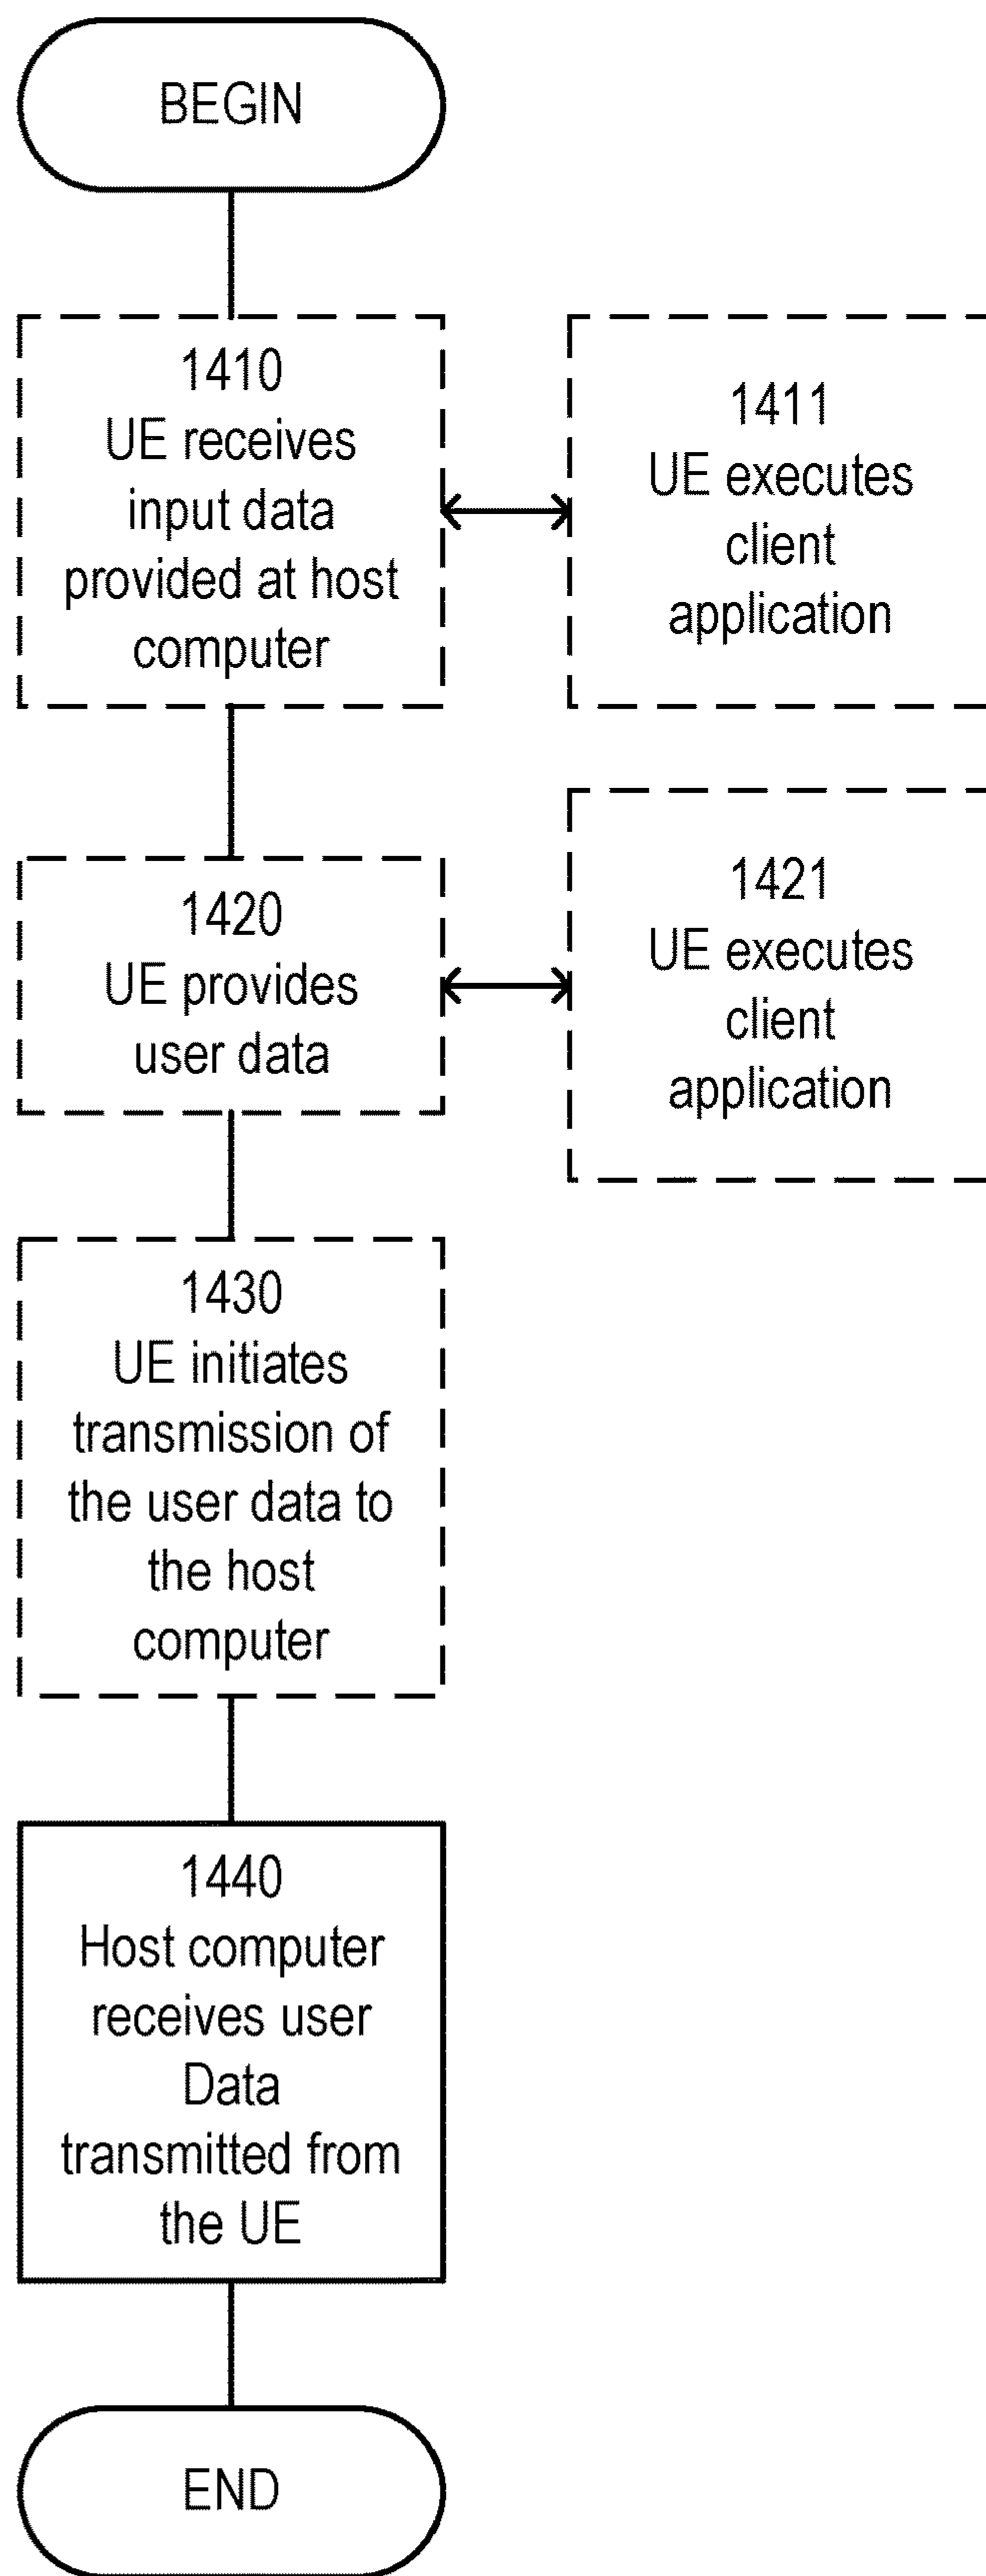 BEGIN
1410
UE receives
input data
provided at host
computer
1411
UE executes
client
application
1420
UE provides
user data
1421
UE executes
client
application
1430
UE initiates
transmission of
the user data to
the host
computer
1440
Host computer
receives user
Data
transmitted from
the UE
END